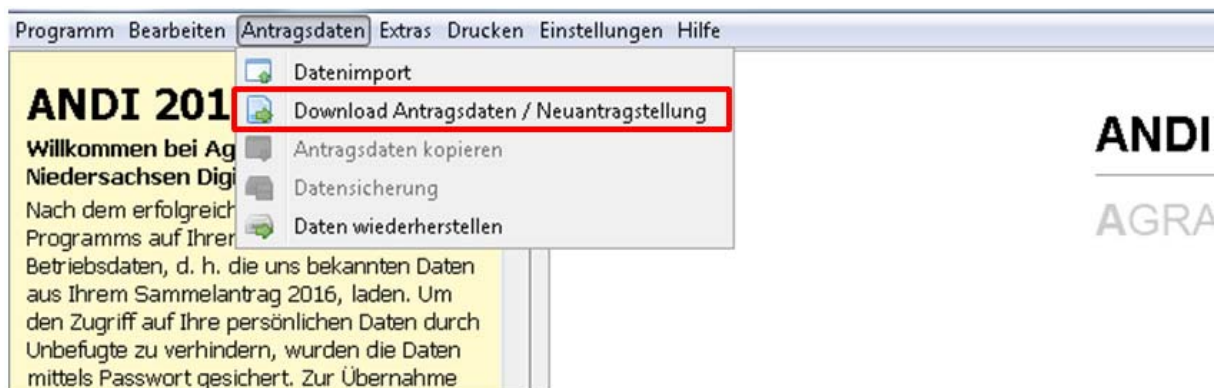 Programm Bearbeiten Antragsdaten Extras Drucken Einstellungen Hilfe
Datenimport
Download Antragsdaten / Neuantragstellung
Antragsdaten kopieren
Datensicherung
Daten wiederherstellen
ANDI 201
Willkommen bei Ag
Niedersachsen Digi
Nach dem erfolgreich
Programms auf Ihrer
Betriebsdaten, d. h. die uns bekannten Daten
aus Ihrem Sammelantrag 2016, laden. Um
den Zugriff auf Ihre persönlichen Daten durch
Unbefugte zu verhindern, wurden die Daten
mittels Passwort gesichert. Zur Übernahme
ANDI
AGRA